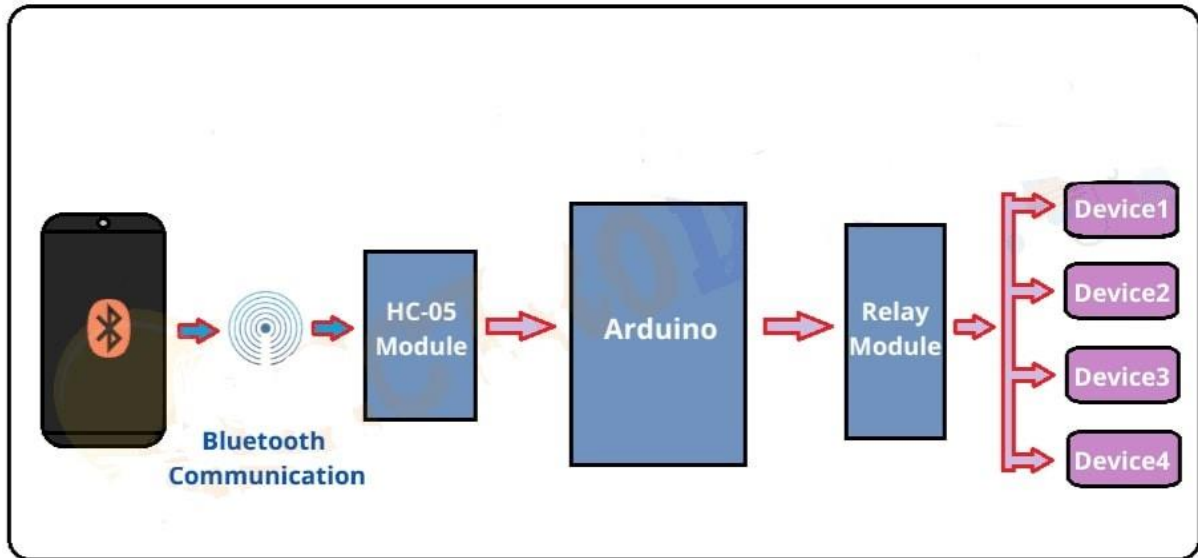 Bluetooth
Communication
HC-05
Module
Arduino
Relay
Module
Device1
Device2
Device3
Device4